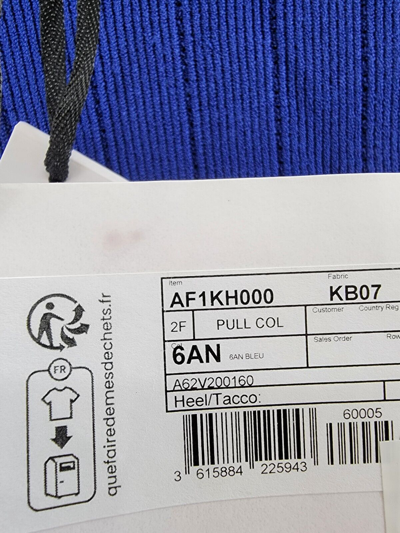 Item
AF1KH000
Fabric
KB07
2F
PULL COL
Customer
Country Reg
6AN
6AN BLEU
Sales Order
Row
A62V200160
Heel/Tacco:
60005
3 615884 225943
FR
quefairedemesdechets.fr